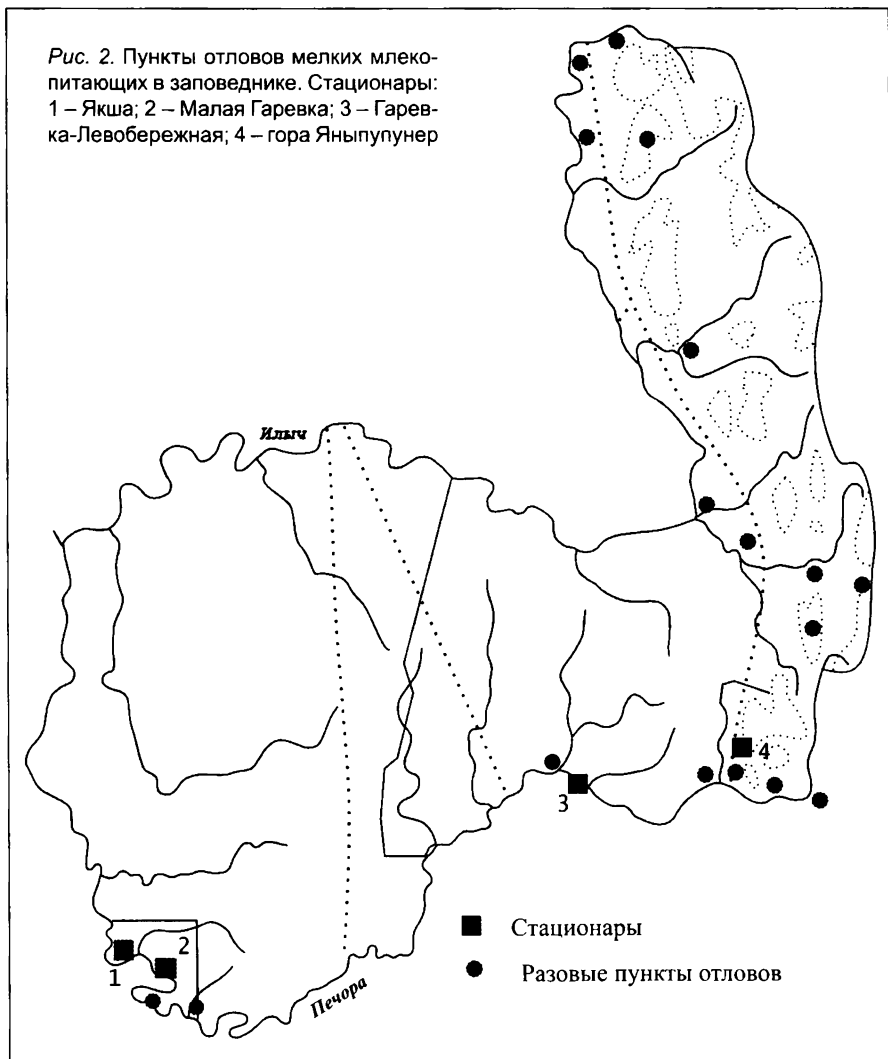 Рис. 2. Пункты отловов мелких млеко-
питающих в заповеднике. Стационары:
1 – Якша; 2 – Малая Гаревка; 3 – Гарев-
ка-Левобережная; 4 – гора Яныпупунер
Илыч
4
3
2
1
Стационары
Разовые пункты отловов
Печора